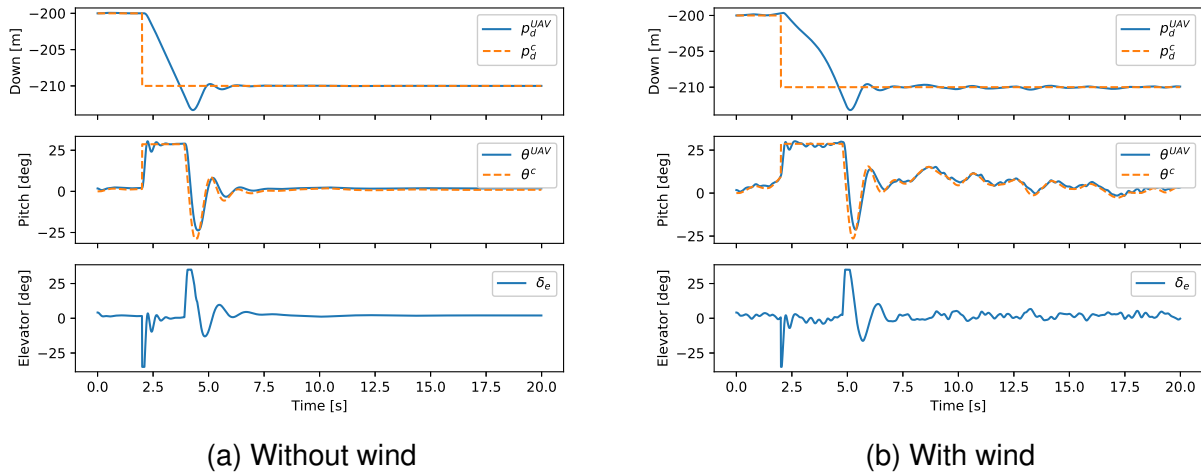 −200
−205
−210
Down [m]
p_d^{UAV}
p_d^c
25
0
−25
Pitch [deg]
θ^{UAV}
θ^c
25
0
−25
Elevator [deg]
δ_e
0.0 2.5 5.0 7.5 10.0 12.5 15.0 17.5 20.0
Time [s]
(a) Without wind
−200
−205
−210
Down [m]
p_d^{UAV}
p_d^c
25
0
−25
Pitch [deg]
θ^{UAV}
θ^c
25
0
−25
Elevator [deg]
δ_e
0.0 2.5 5.0 7.5 10.0 12.5 15.0 17.5 20.0
Time [s]
(b) With wind